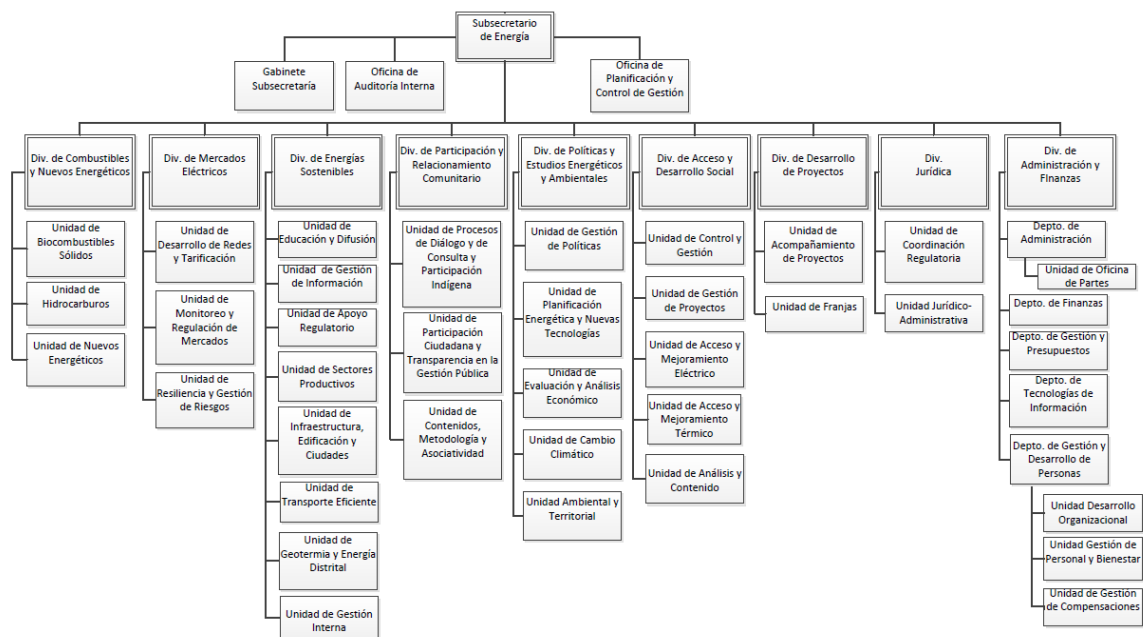 Subsecretario
de Energía
Gabinete
Subsecretaría
Oficina de
Auditoría Interna
Oficina de
Planificación y
Control de Gestión
Div. de Combustibles
y Nuevos Energéticos
Unidad de
Biocombustibles
Sólidos
Unidad de
Hidrocarburos
Unidad de Nuevos
Energéticos
Div. de Mercados
Eléctricos
Unidad de
Desarrollo de Redes
y Tarificación
Unidad de
Monitoreo y
Regulación de
Mercados
Unidad de
Resiliencia y Gestión
de Riesgos
Div. de Energías
Sostenibles
Unidad de
Educación y Difusión
Unidad de Gestión
de Información
Unidad de Apoyo
Regulatorio
Unidad de Sectores
Productivos
Unidad de
Infraestructura,
Edificación y
Ciudades
Unidad de
Transporte Eficiente
Unidad de
Geotermia y Energía
Distrital
Unidad de Gestión
Interna
Div. de Participación y
Relacionamiento
Comunitario
Unidad de Procesos
de Diálogo y de
Consulta y
Participación
Indígena
Unidad de
Participación
Ciudadana y
Transparencia en la
Gestión Pública
Unidad de
Contenidos,
Metodología y
Asociatividad
Div. de Políticas y
Estudios Energéticos
y Ambientales
Unidad de Gestión
de Políticas
Unidad de
Planificación
Energética y Nuevas
Tecnologías
Unidad de
Evaluación y Análisis
Económico
Unidad de Cambio
Climático
Unidad Ambiental y
Territorial
Div. de Acceso y
Desarrollo Social
Unidad de Control y
Gestión
Unidad de Gestión
de Proyectos
Unidad de Acceso y
Mejoramiento
Eléctrico
Unidad de Acceso y
Mejoramiento
Térmico
Unidad de Análisis y
Contenido
Div. de Desarrollo
de Proyectos
Unidad de
Acompañamiento
de Proyectos
Unidad de Franjas
Div.
Jurídica
Unidad de
Coordinación
Regulatoria
Unidad Jurídico-
Administrativa
Div. de
Administración y
FInanzas
Depto. de
Administración
Unidad de Oficina de
Partes
Depto. de Finanzas
Depto. de Gestión y
Presupuestos
Depto. de
Tecnologías de
Información
Depto. de Gestión y
Desarrollo de
Personas
Unidad Desarrollo
Organizacional
Unidad Gestión de
Personal y Bienestar
Unidad de Gestión
de Compensaciones